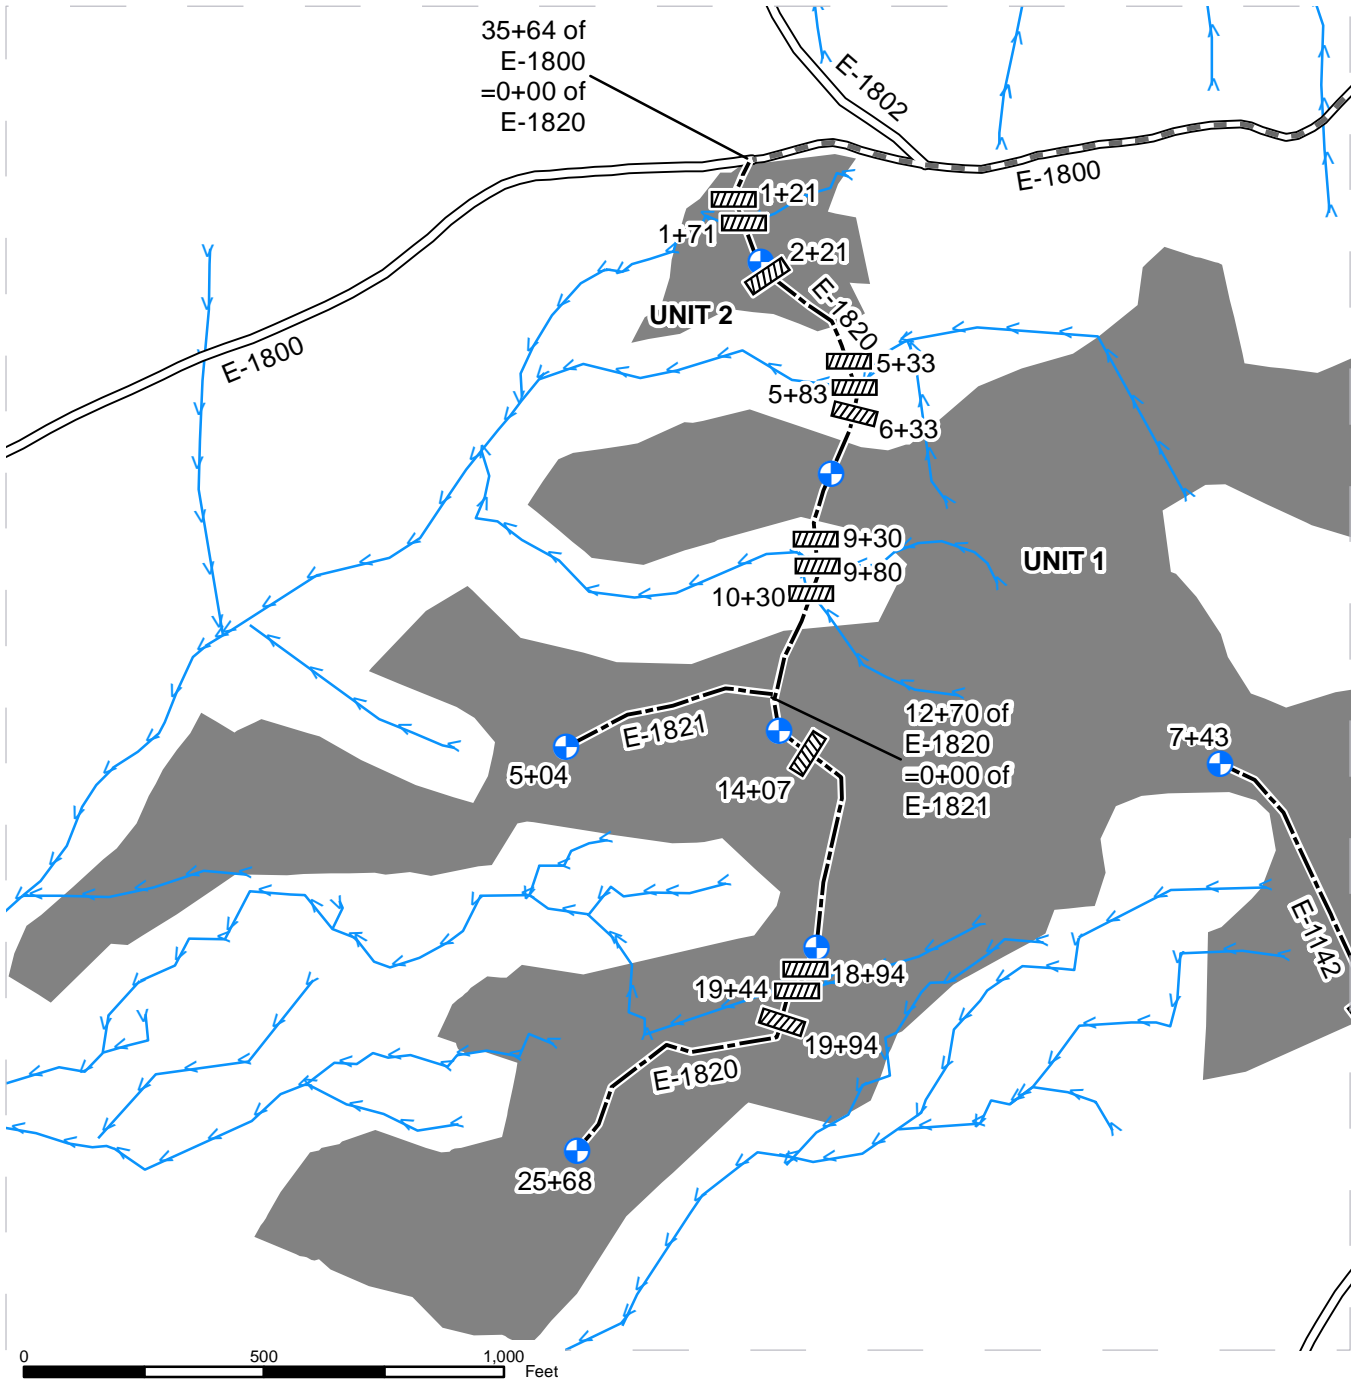 35+64 of
E-1800
=0+00 of
E-1820
E-1802
E-1800
1+21
1+71
2+21
E-1820
UNIT 2
E-1800
5+33
5+83
6+33
9+30
UNIT 1
9+80
10+30
12+70 of
E-1820
=0+00 of
E-1821
E-1821
5+04
7+43
14+07
E-1142
18+94
19+44
19+94
E-1820
25+68
0 500 1,000
Feet